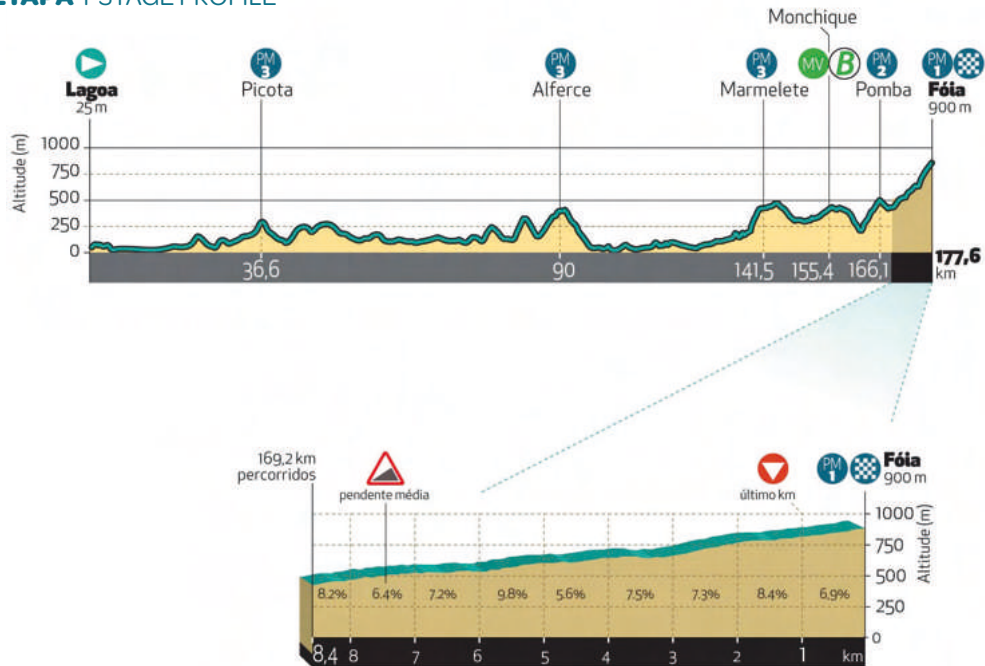 ETAPA | STAGE PROFILE
Monchique
PM 3
PM 3
PM 3
MV
B
PM 2
PM 1
Lagoa
25 m
Picota
Alferce
Marmelete
Pomba
Fóia
900 m
Altitude (m)
1000
750
500
250
0
36,6
90
141,5
155,4
166,1
177,6
km
169,2 km
percorridos
pendente média
último km
PM 1
Fóia
900 m
8.2%
6.4%
7.2%
9.8%
5.6%
7.5%
7.3%
8.4%
6,9%
1000
750
500
250
0
Altitude (m)
8,4
8
7
6
5
4
3
2
1
km